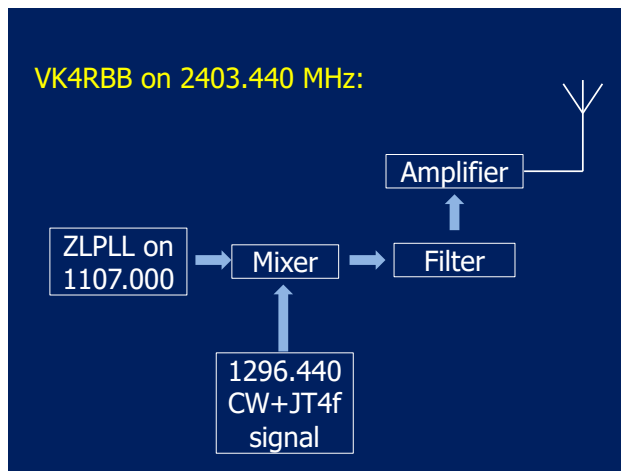 VK4RBB on 2403.440 MHz:
Amplifier
ZLPLL on
1107.000
Mixer
Filter
1296.440
CW+JT4f
signal